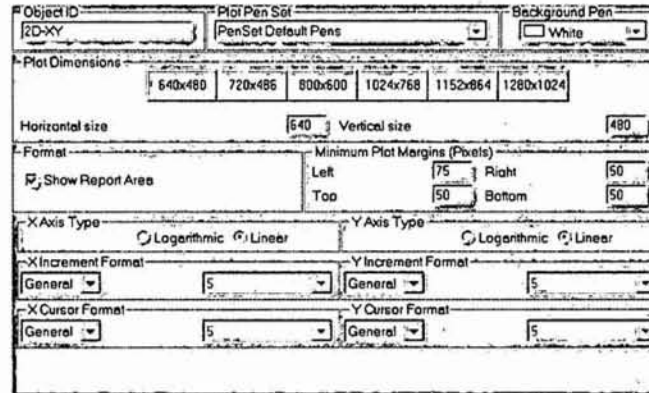 Object ID Plot Pen Set Background Pen
2D-XY PenSet Default Pens White
Plot Dimensions
640x480 720x486 800x600 1024x768 1152x864 1280x1024
Horizontal size 640 Vertical size 480
Format Minimum Plot Margins (Pixels)
Show Report Area Left 75 Right 50
Top 50 Bottom 50
X Axis Type Y Axis Type
Logarithmic Linear Logarithmic Linear
X Increment Format Y Increment Format
General 5 General 5
X Cursor Format Y Cursor Format
General 5 General 5